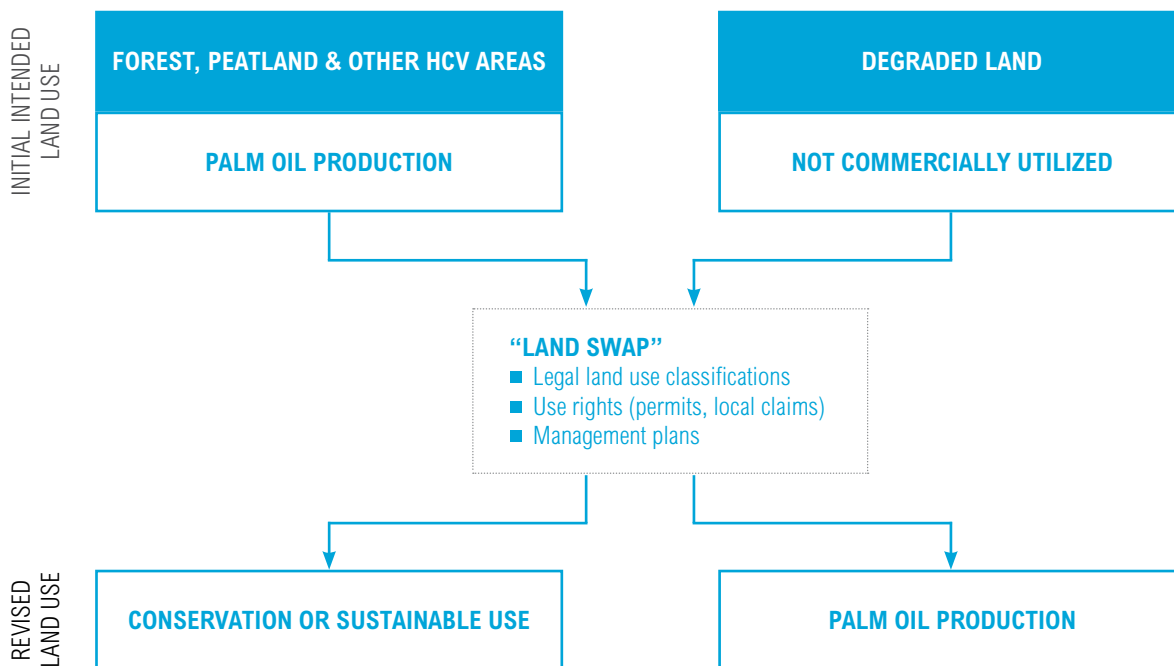 INITIAL INTENDED
LAND USE
FOREST, PEATLAND & OTHER HCV AREAS
DEGRADED LAND
PALM OIL PRODUCTION
NOT COMMERCIALLY UTILIZED
“LAND SWAP”
Legal land use classifications
Use rights (permits, local claims)
Management plans
REVISED
LAND USE
CONSERVATION OR SUSTAINABLE USE
PALM OIL PRODUCTION